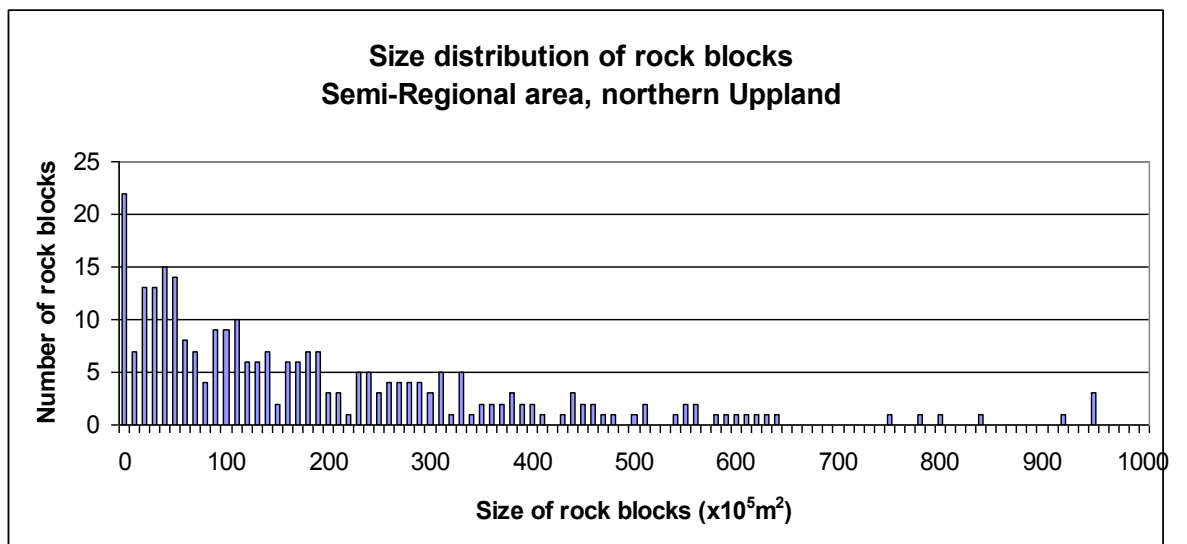 Size distribution of rock blocks
Semi-Regional area, northern Uppland
Number of rock blocks
25
20
15
10
5
0
0 100 200 300 400 500 600 700 800 900 1000
Size of rock blocks (x10⁵m²)